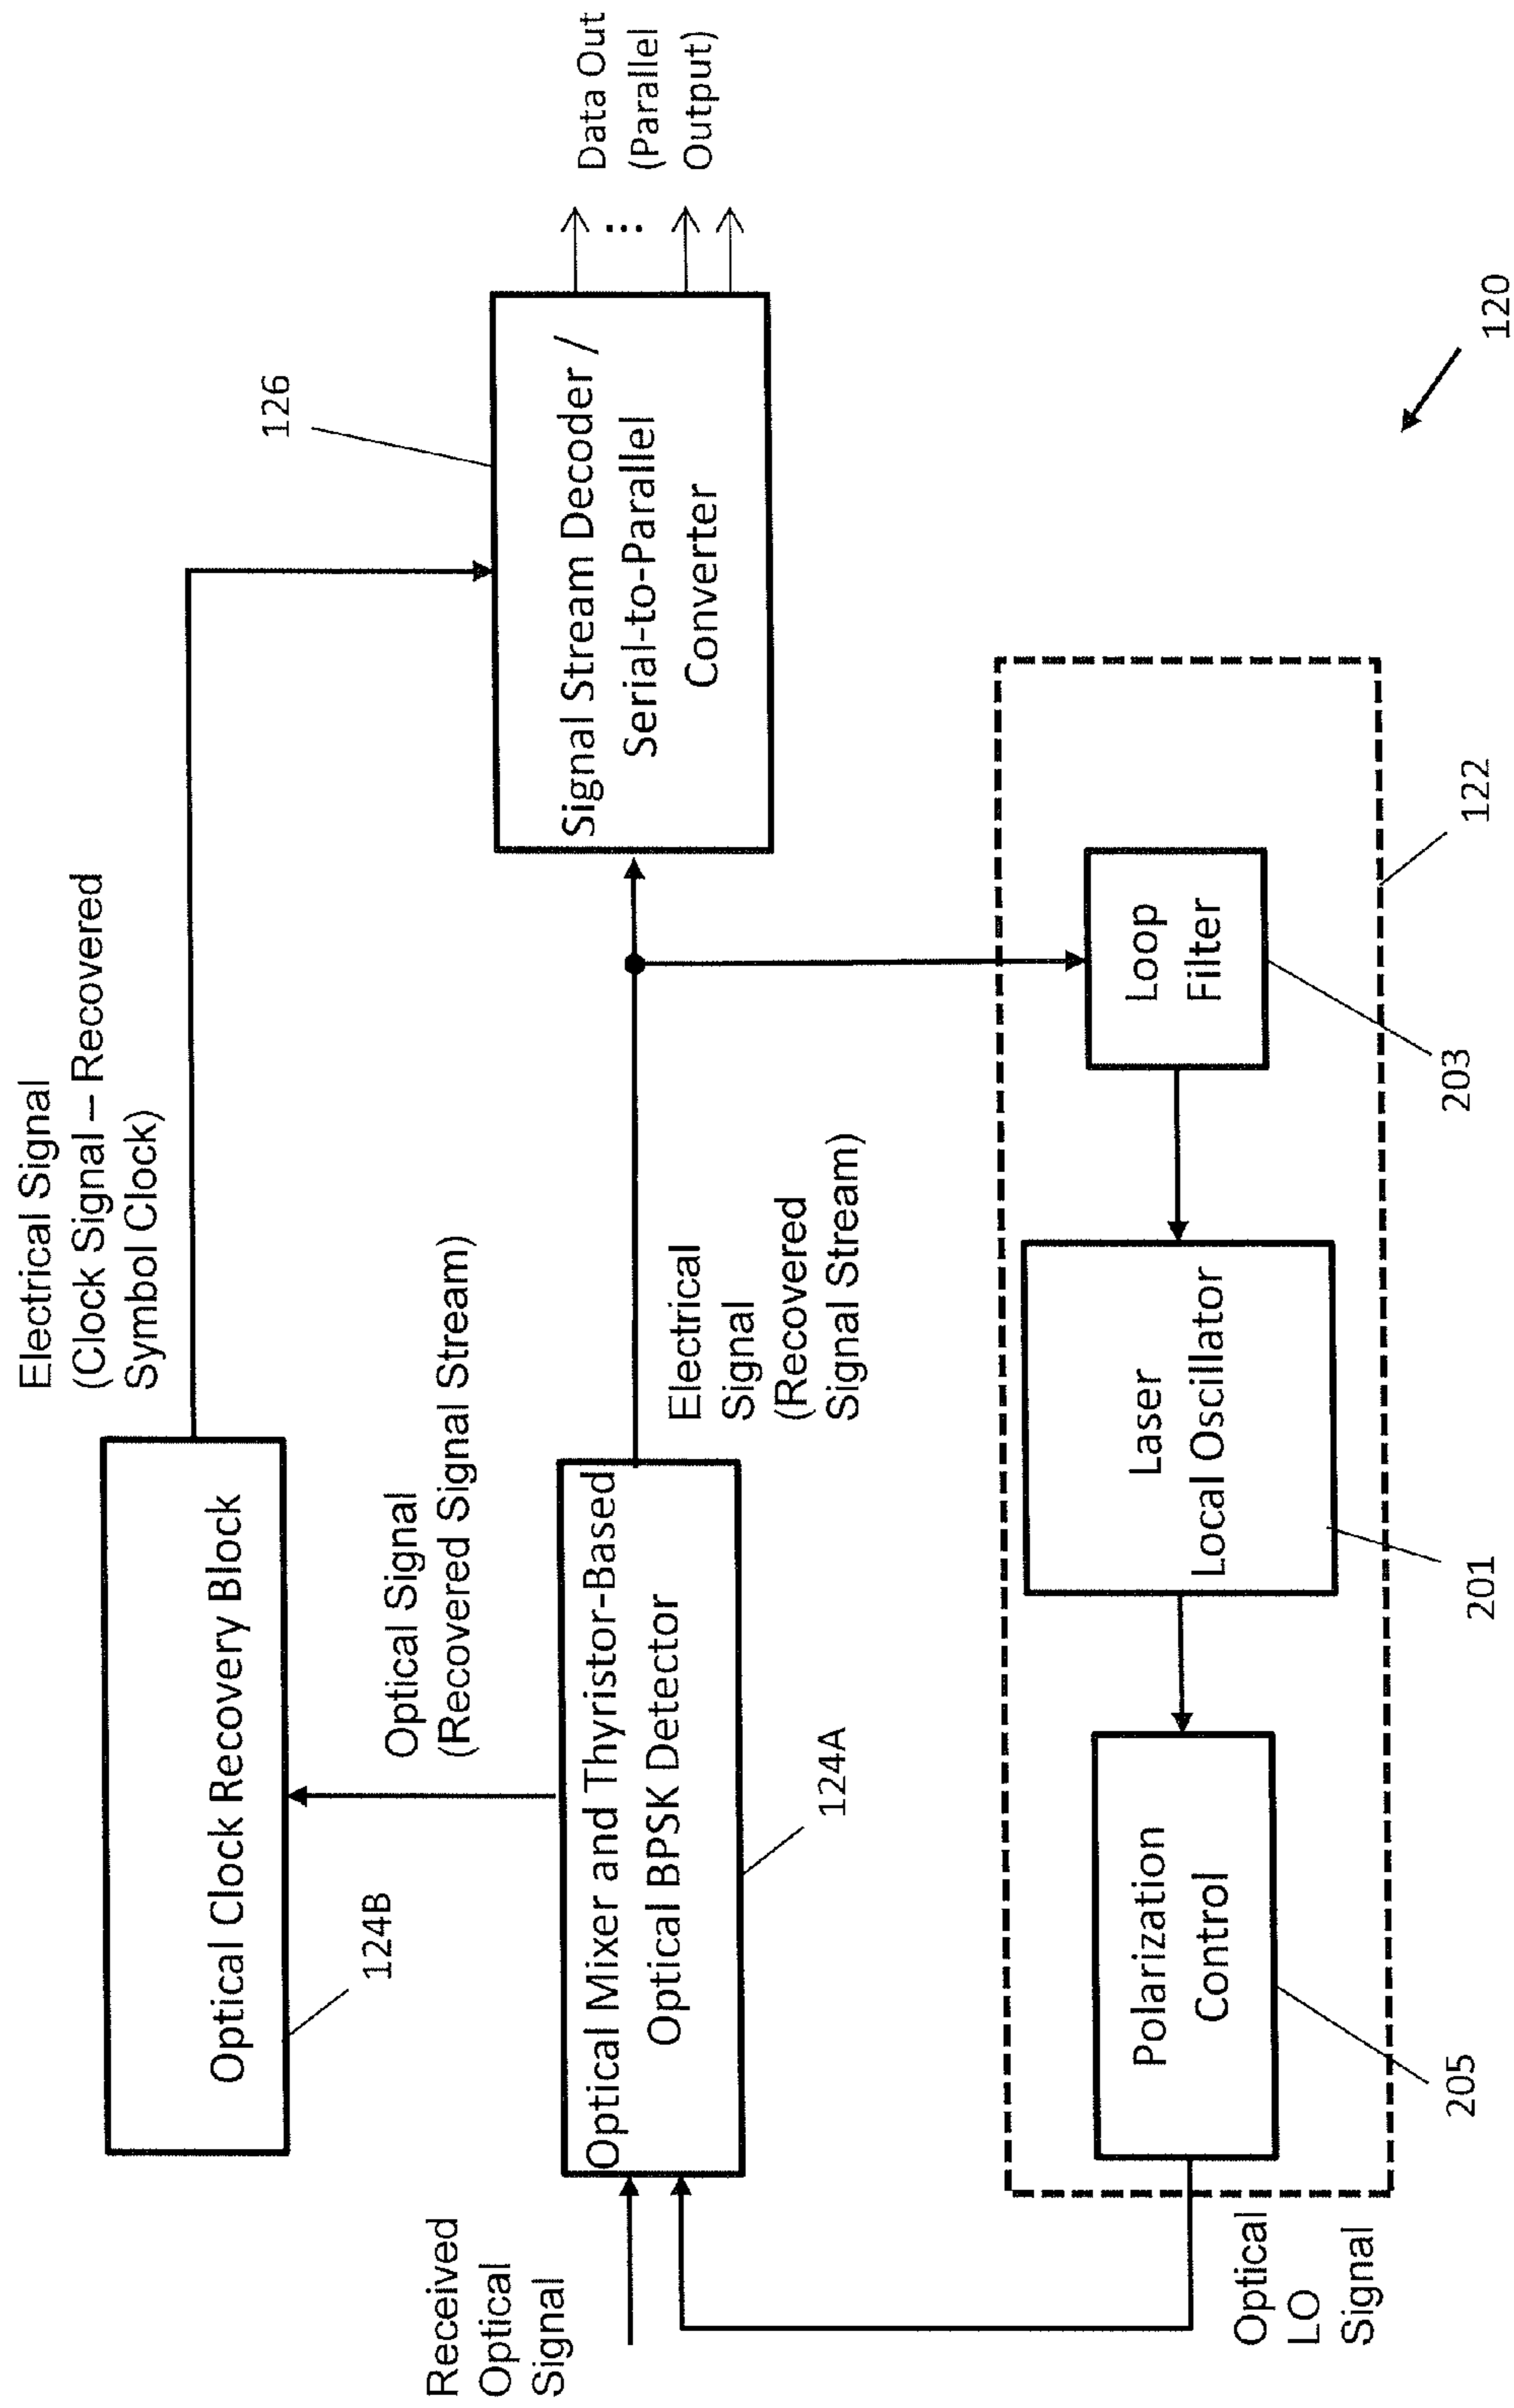 Electrical Signal
(Clock Signal – Recovered
Symbol Clock)
Optical Clock Recovery Block
124B
126
Optical Signal
(Recovered Signal Stream)
Received
Optical
Signal
Optical Mixer and Thyristor-Based
Optical BPSK Detector
124A
Electrical
Signal
(Recovered
Signal Stream)
Signal Stream Decoder /
Serial-to-Parallel
Converter
Data Out
(Parallel
Output)
...
Optical
LO
Signal
Polarization
Control
205
Laser
Local Oscillator
201
Loop
Filter
203
122
120